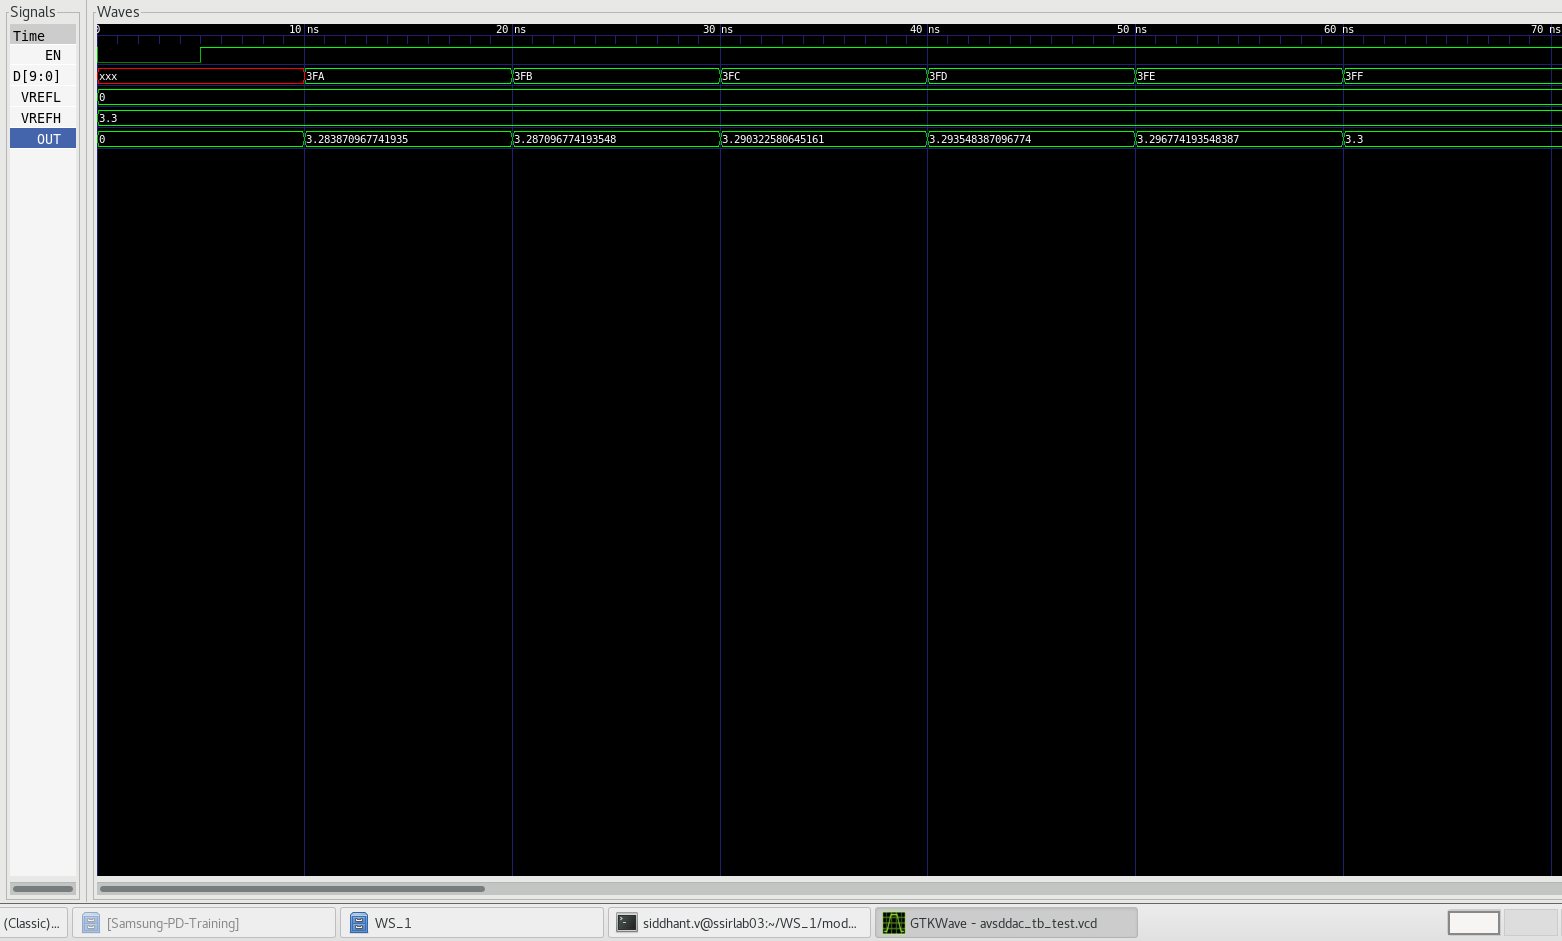 Signals
Waves
Time
0 10 ns 20 ns 30 ns 40 ns 50 ns 60 ns 70 ns
EN
D[9:0] xxx 3FA 3FB 3FC 3FD 3FE 3FF
VREFL 0
VREFH 3.3
OUT 0 3.283870967741935 3.287096774193548 3.290322580645161 3.293548387096774 3.296774193548387 3.3
(Classic)... [Samsung-PD-Training] WS_1 siddhant.v@ssirlab03:~/WS_1/mod... GTKWave - avsddac_tb_test.vcd